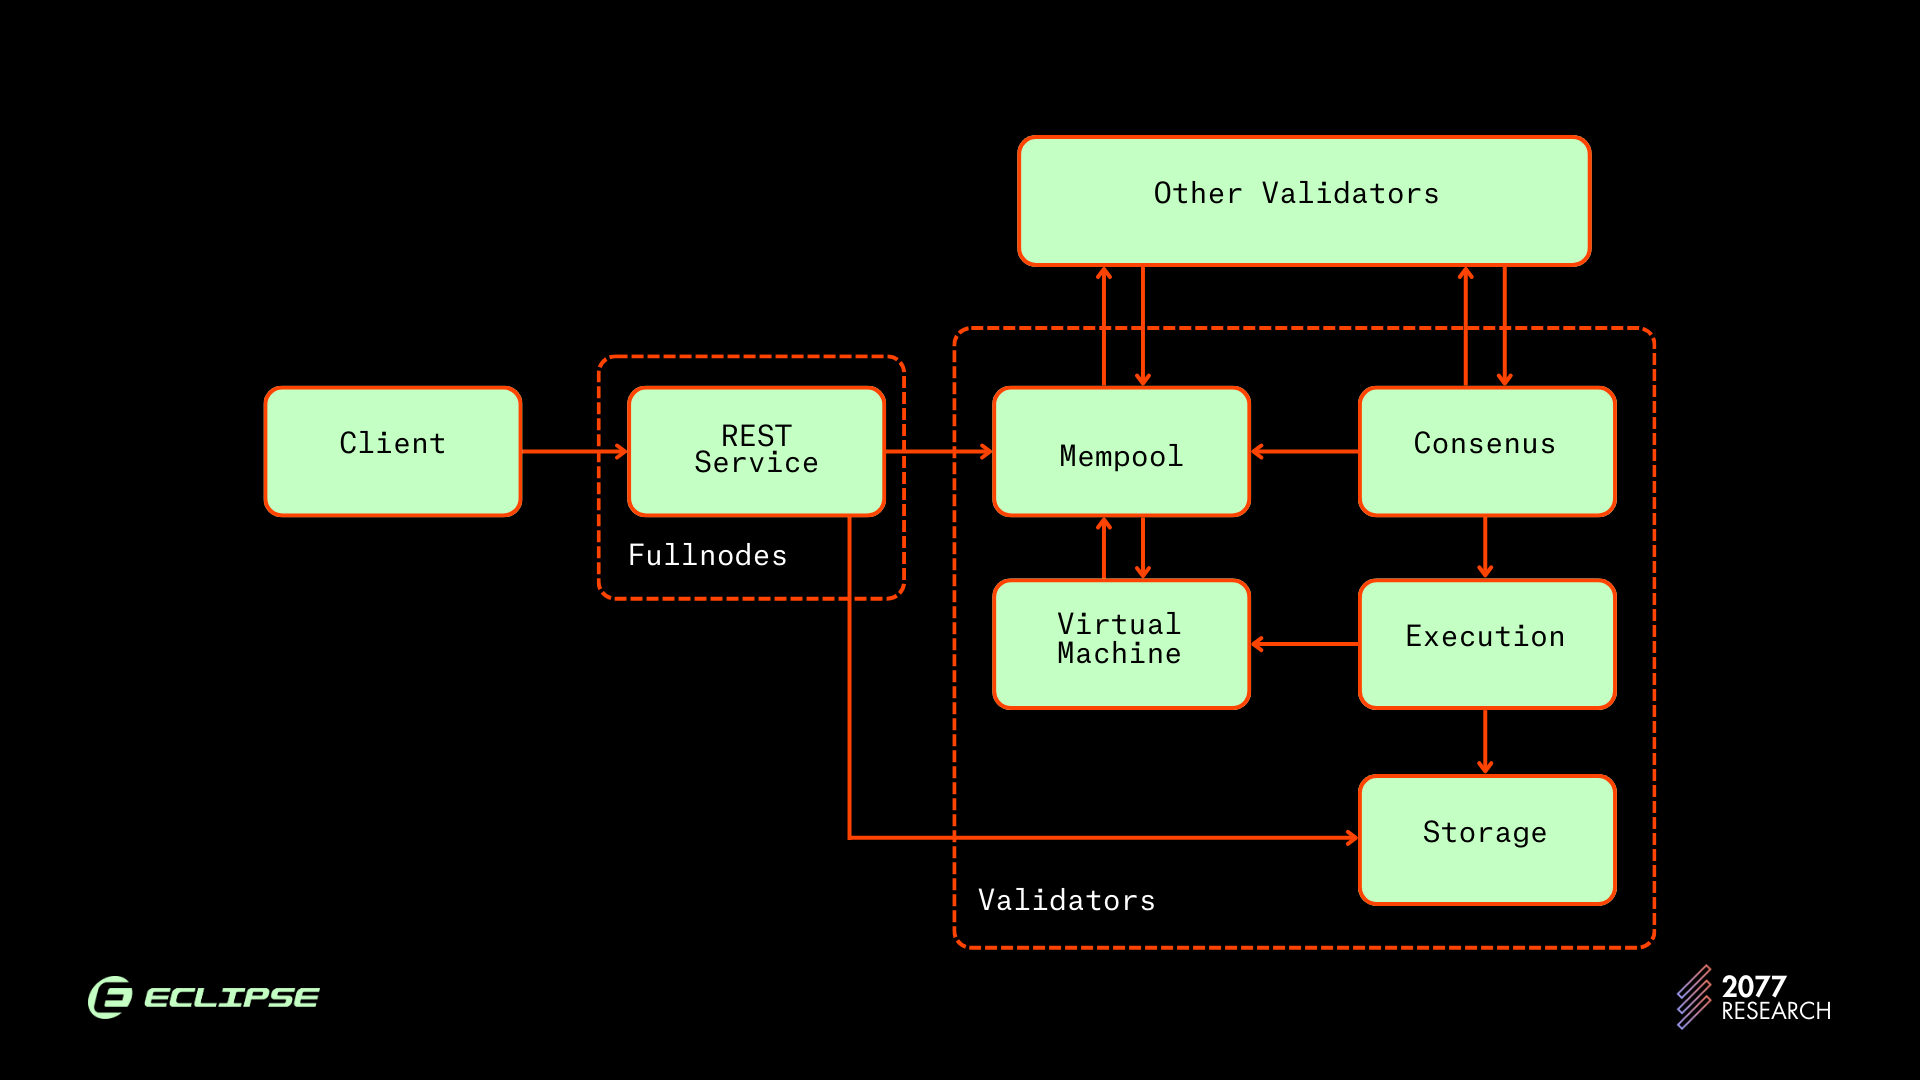 Other Validators
Client
REST
Service
Mempool
Consenus
Fullnodes
Virtual
Machine
Execution
Storage
Validators
ECLIPSE
2077
RESEARCH